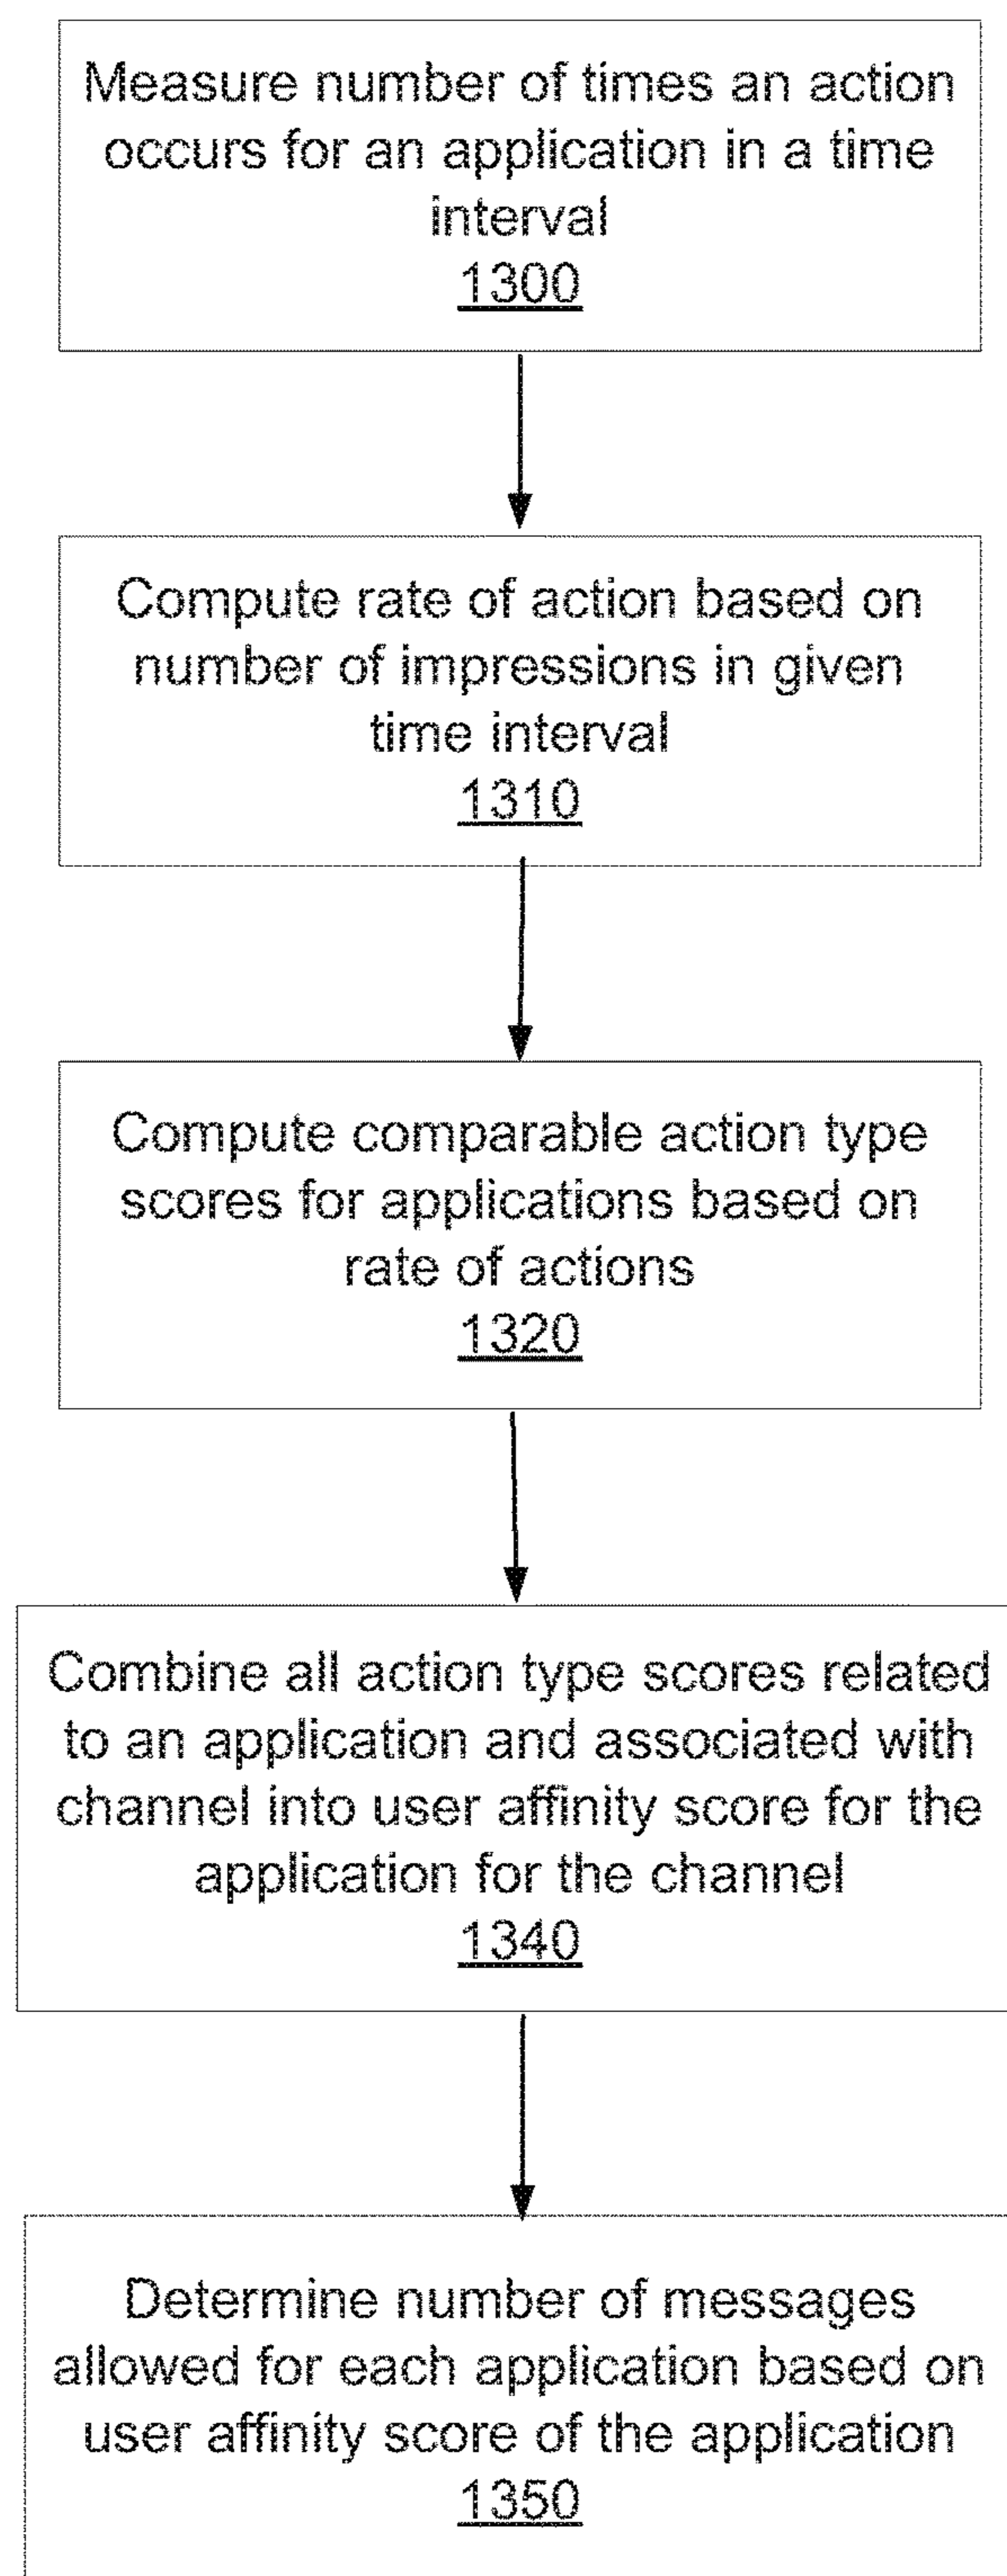 Measure number of times an action
occurs for an application in a time
interval
1300
Compute rate of action based on
number of impressions in given
time interval
1310
Compute comparable action type
scores for applications based on
rate of actions
1320
Combine all action type scores related
to an application and associated with
channel into user affinity score for the
application for the channel
1340
Determine number of messages
allowed for each application based on
user affinity score of the application
1350